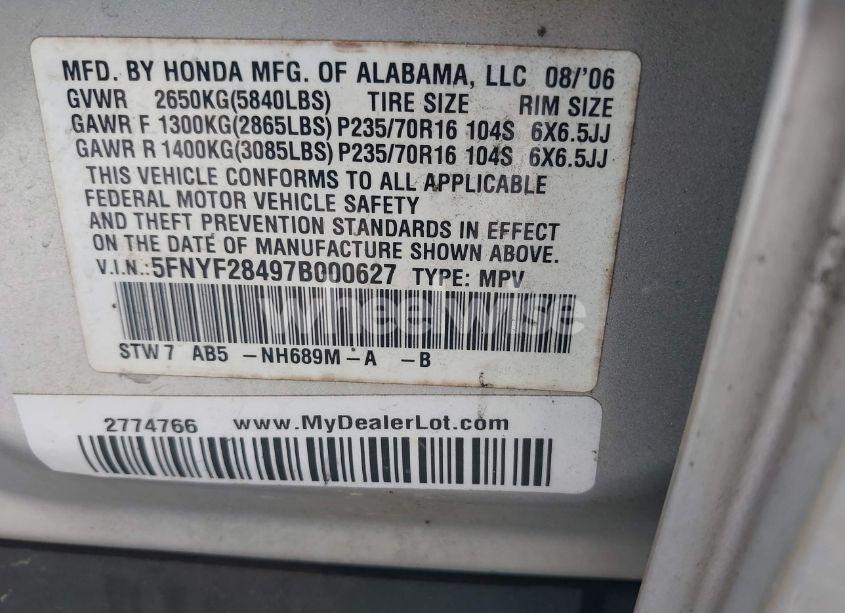 MFD. BY HONDA MFG. OF ALABAMA, LLC 08/'06
GVWR 2650KG(5840LBS) TIRE SIZE RIM SIZE
GAWR F 1300KG(2865LBS) P235/70R16 104S 6X6.5JJ
GAWR R 1400KG(3085LBS) P235/70R16 104S 6X6.5JJ
THIS VEHICLE CONFORMS TO ALL APPLICABLE
FEDERAL MOTOR VEHICLE SAFETY
AND THEFT PREVENTION STANDARDS IN EFFECT
ON THE DATE OF MANUFACTURE SHOWN ABOVE.
V.I.N.:5FNYF28497B000627 TYPE: MPV
wheelwise
STW7 AB5 -NH689M-A -B
2774766 www.MyDealerLot.com